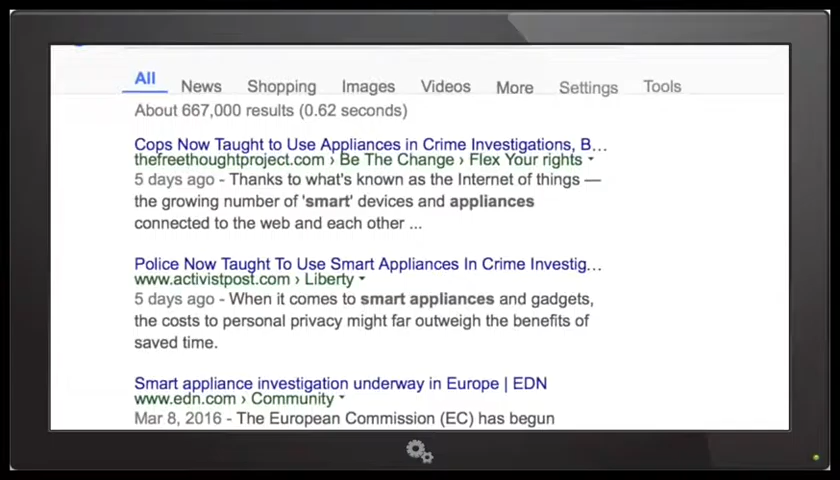 All News Shopping Images Videos More Settings Tools
About 667,000 results (0.62 seconds)
Cops Now Taught to Use Appliances in Crime Investigations, B...
thefreethoughtproject.com › Be The Change › Flex Your rights
5 days ago - Thanks to what's known as the Internet of things —
the growing number of 'smart' devices and appliances
connected to the web and each other ...
Police Now Taught To Use Smart Appliances In Crime Investig...
www.activistpost.com › Liberty
5 days ago - When it comes to smart appliances and gadgets,
the costs to personal privacy might far outweigh the benefits of
saved time.
Smart appliance investigation underway in Europe | EDN
www.edn.com › Community
Mar 8, 2016 - The European Commission (EC) has begun